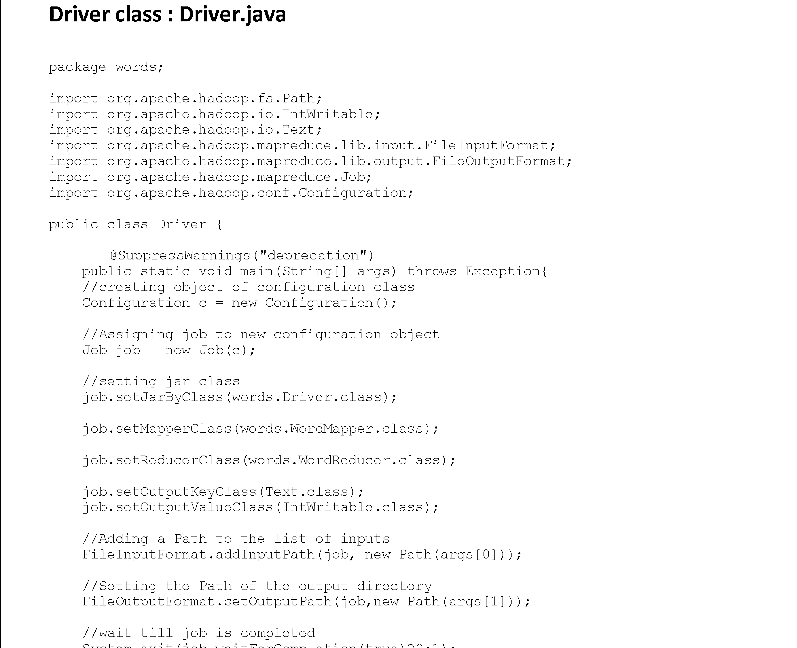 Driver class : Driver.java
package words;
import org.apache.hadoop.fs.Path;
import org.apache.hadoop.io.IntWritable;
import org.apache.hadoop.io.Text;
import org.apache.hadoop.mapreduce.lib.input.FileInputFormat;
import org.apache.hadoop.mapreduce.lib.output.FileOutputFormat;
import org.apache.hadoop.mapreduce.Job;
import org.apache.hadoop.conf.Configuration;
public class Driver {
@SuppressWarnings("deprecation")
public static void main(String[] args) throws Exception{
//creating object of configuration class
Configuration c = new Configuration();
//Assigning job to new configuration object
Job job = new Job(c);
//setting jar class
job.setJarByClass(words.Driver.class);
job.setMapperClass(words.WordMapper.class);
job.setReducerClass(words.WordReducer.class);
job.setOutputKeyClass(Text.class);
job.setOutputValueClass(IntWritable.class);
//Adding a Path to the list of inputs
FileInputFormat.addInputPath(job, new Path(args[0]));
//Setting the Path of the output directory
FileOutputFormat.setOutputPath(job,new Path(args[1]));
//wait till job is completed
System.exit(job.waitForCompletion(true)?0:1);